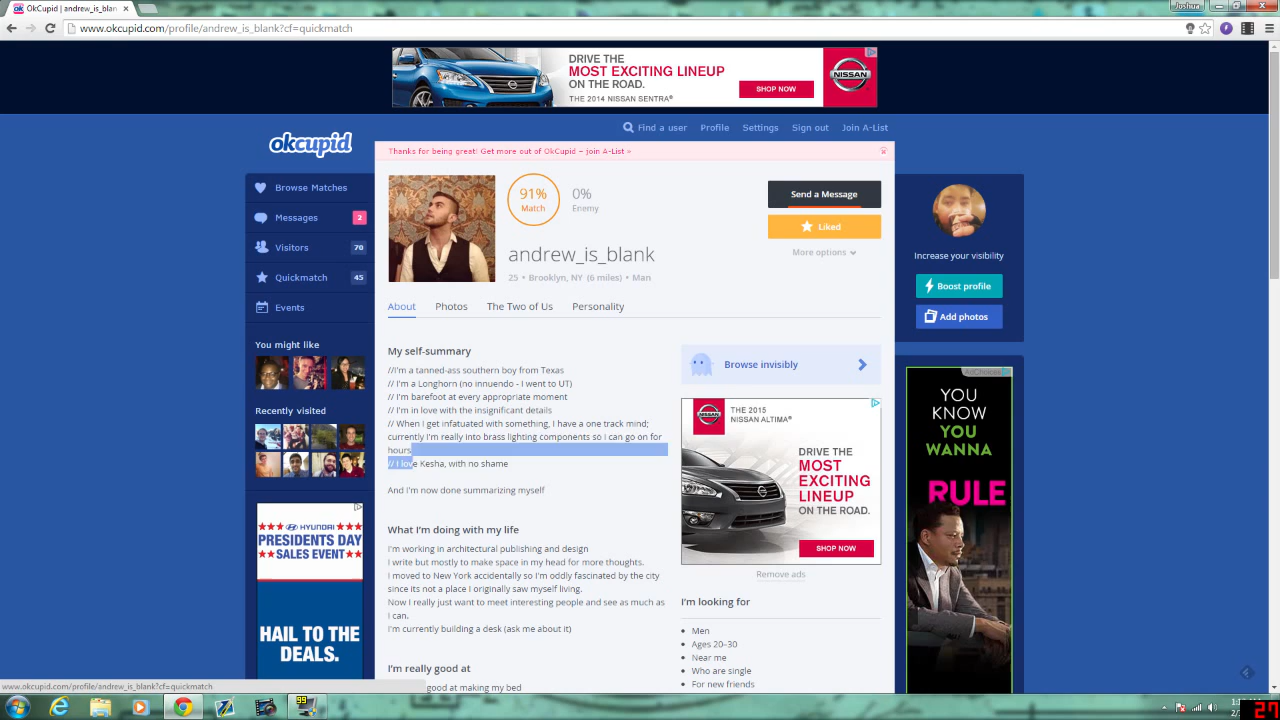 OkCupid | andrew_is_blan
Joshua
www.okcupid.com/profile/andrew_is_blank?cf=quickmatch
DRIVE THE
MOST EXCITING LINEUP
ON THE ROAD.
THE 2014 NISSAN SENTRA®
SHOP NOW
NISSAN
okcupid
Find a user
Profile
Settings
Sign out
Join A-List
Thanks for being great! Get more out of OkCupid – join A-List »
Browse Matches
Messages 2
Visitors 70
Quickmatch 45
Events
You might like
Recently visited
HYUNDAI
PRESIDENTS DAY
SALES EVENT
HAIL TO THE
DEALS.
91%
Match
0%
Enemy
andrew_is_blank
25 • Brooklyn, NY (6 miles) • Man
Send a Message
Liked
More options
About
Photos
The Two of Us
Personality
My self-summary
//I'm a tanned-ass southern boy from Texas
// I'm a Longhorn (no innuendo - I went to UT)
// I'm barefoot at every appropriate moment
// I'm in love with the insignificant details
// When I get infatuated with something, I have a one track mind;
currently I'm really into brass lighting components so i can go on for
hours
// I love Kesha, with no shame
And I'm now done summarizing myself
What I'm doing with my life
I'm working in architectural publishing and design
I write but mostly to make space in my head for more thoughts.
I moved to New York accidentally so I'm oddly fascinated by the city
since its not a place I originally saw myself living.
Now I really just want to meet interesting people and see as much as
I can.
I'm currently building a desk (ask me about it)
I'm really good at
good at making my bed
Browse invisibly
NISSAN
THE 2015
NISSAN ALTIMA®
DRIVE THE
MOST
EXCITING
LINEUP
ON THE ROAD.
SHOP NOW
Remove ads
I'm looking for
Men
Ages 20–30
Near me
Who are single
For new friends
Increase your visibility
Boost profile
Add photos
AdChoices
YOU
KNOW
YOU
WANNA
RULE
www.okcupid.com/profile/andrew_is_blank?cf=quickmatch
99
27